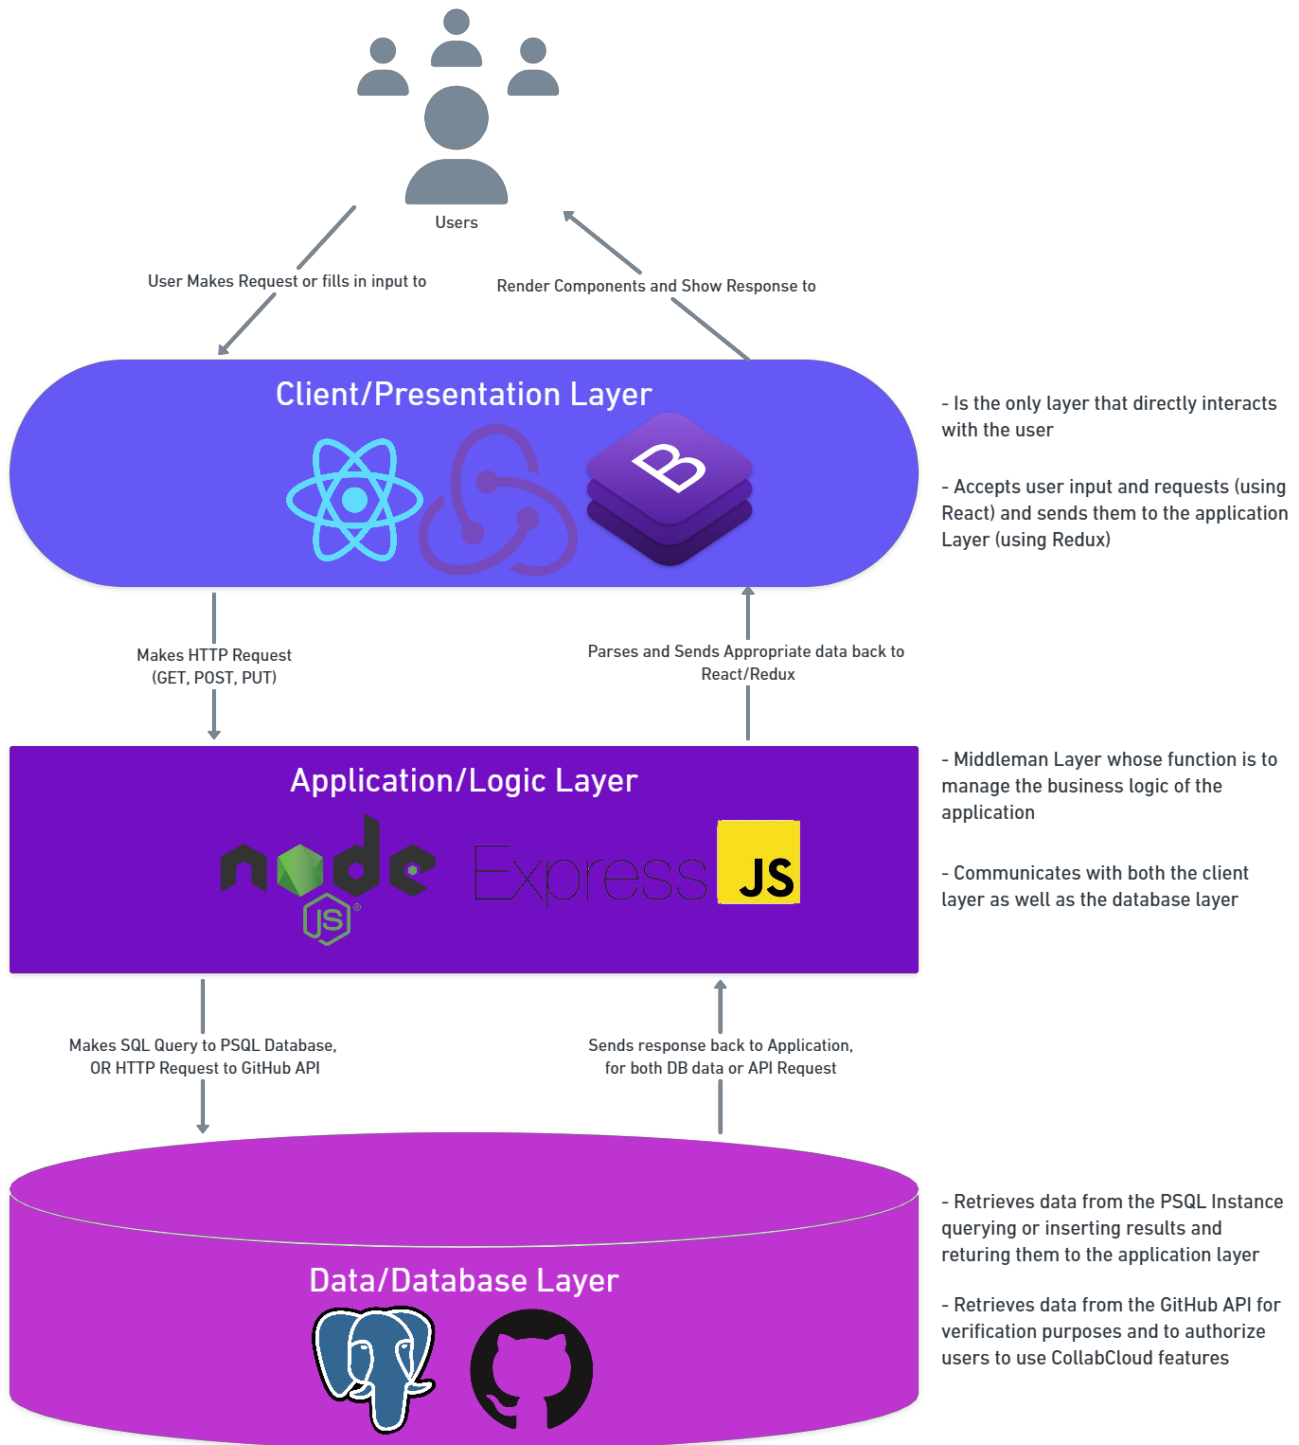 Users
User Makes Request or fills in input to
Render Components and Show Response to
Client/Presentation Layer
B
- Is the only layer that directly interacts
with the user
- Accepts user input and requests (using
React) and sends them to the application
Layer (using Redux)
Makes HTTP Request
(GET, POST, PUT)
Parses and Sends Appropriate data back to
React/Redux
Application/Logic Layer
node
JS
®
Express
JS
- Middleman Layer whose function is to
manage the business logic of the
application
- Communicates with both the client
layer as well as the database layer
Makes SQL Query to PSQL Database,
OR HTTP Request to GitHub API
Sends response back to Application,
for both DB data or API Request
Data/Database Layer
- Retrieves data from the PSQL Instance
querying or inserting results and
returing them to the application layer
- Retrieves data from the GitHub API for
verification purposes and to authorize
users to use CollabCloud features